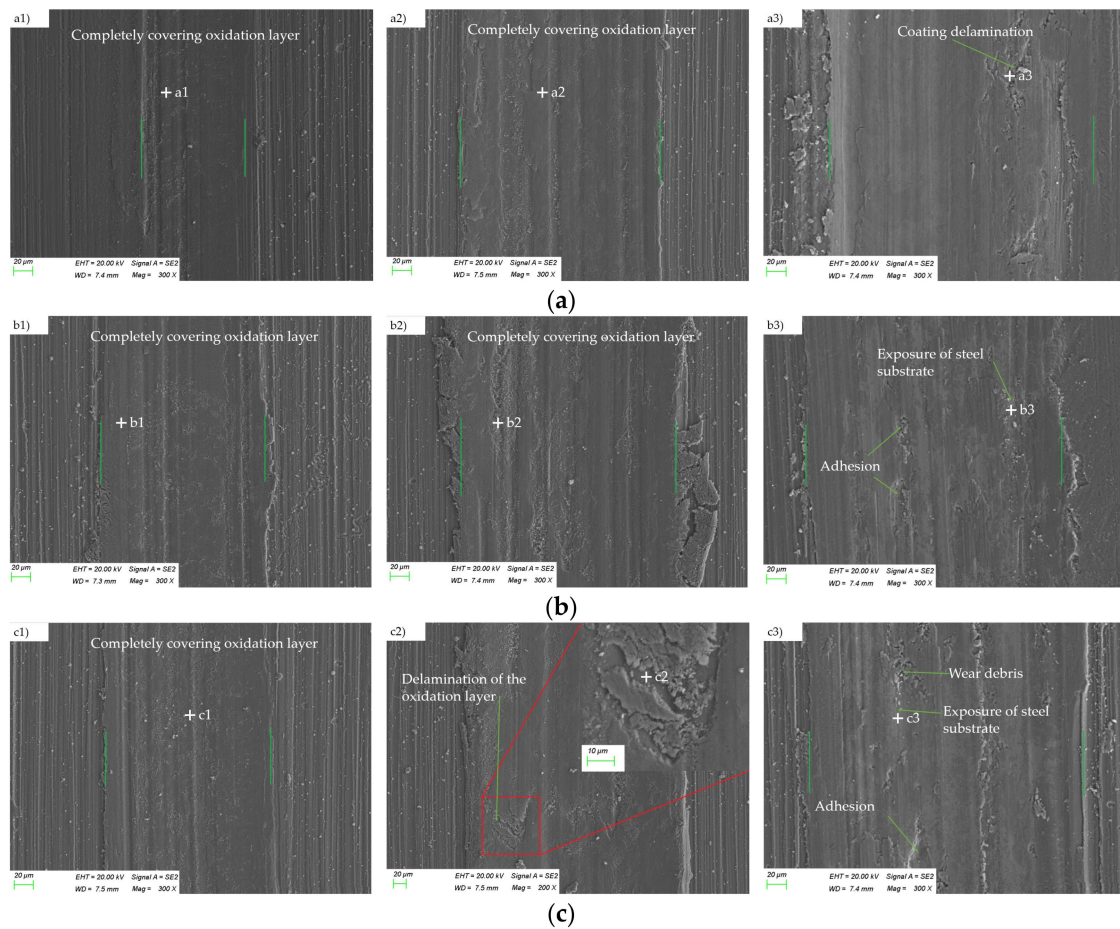 a1)
Completely covering oxidation layer
a1
20 µm
EHT = 20.00 kV Signal A = SE2
WD = 7.4 mm Mag = 300 X
a2)
Completely covering oxidation layer
a2
20 µm
EHT = 20.00 kV Signal A = SE2
WD = 7.5 mm Mag = 300 X
a3)
Coating delamination
a3
20 µm
EHT = 20.00 kV Signal A = SE2
WD = 7.4 mm Mag = 300 X
(a)
b1)
Completely covering oxidation layer
b1
20 µm
EHT = 20.00 kV Signal A = SE2
WD = 7.3 mm Mag = 300 X
b2)
Completely covering oxidation layer
b2
20 µm
EHT = 20.00 kV Signal A = SE2
WD = 7.4 mm Mag = 300 X
b3)
Exposure of steel
substrate
b3
Adhesion
20 µm
EHT = 20.00 kV Signal A = SE2
WD = 7.4 mm Mag = 300 X
(b)
c1)
Completely covering oxidation layer
c1
20 µm
EHT = 20.00 kV Signal A = SE2
WD = 7.5 mm Mag = 300 X
c2)
Delamination of the
oxidation layer
c2
10 µm
20 µm
EHT = 20.00 kV Signal A = SE2
WD = 7.5 mm Mag = 200 X
c3)
Wear debris
Exposure of steel
substrate
c3
Adhesion
20 µm
EHT = 20.00 kV Signal A = SE2
WD = 7.4 mm Mag = 300 X
(c)